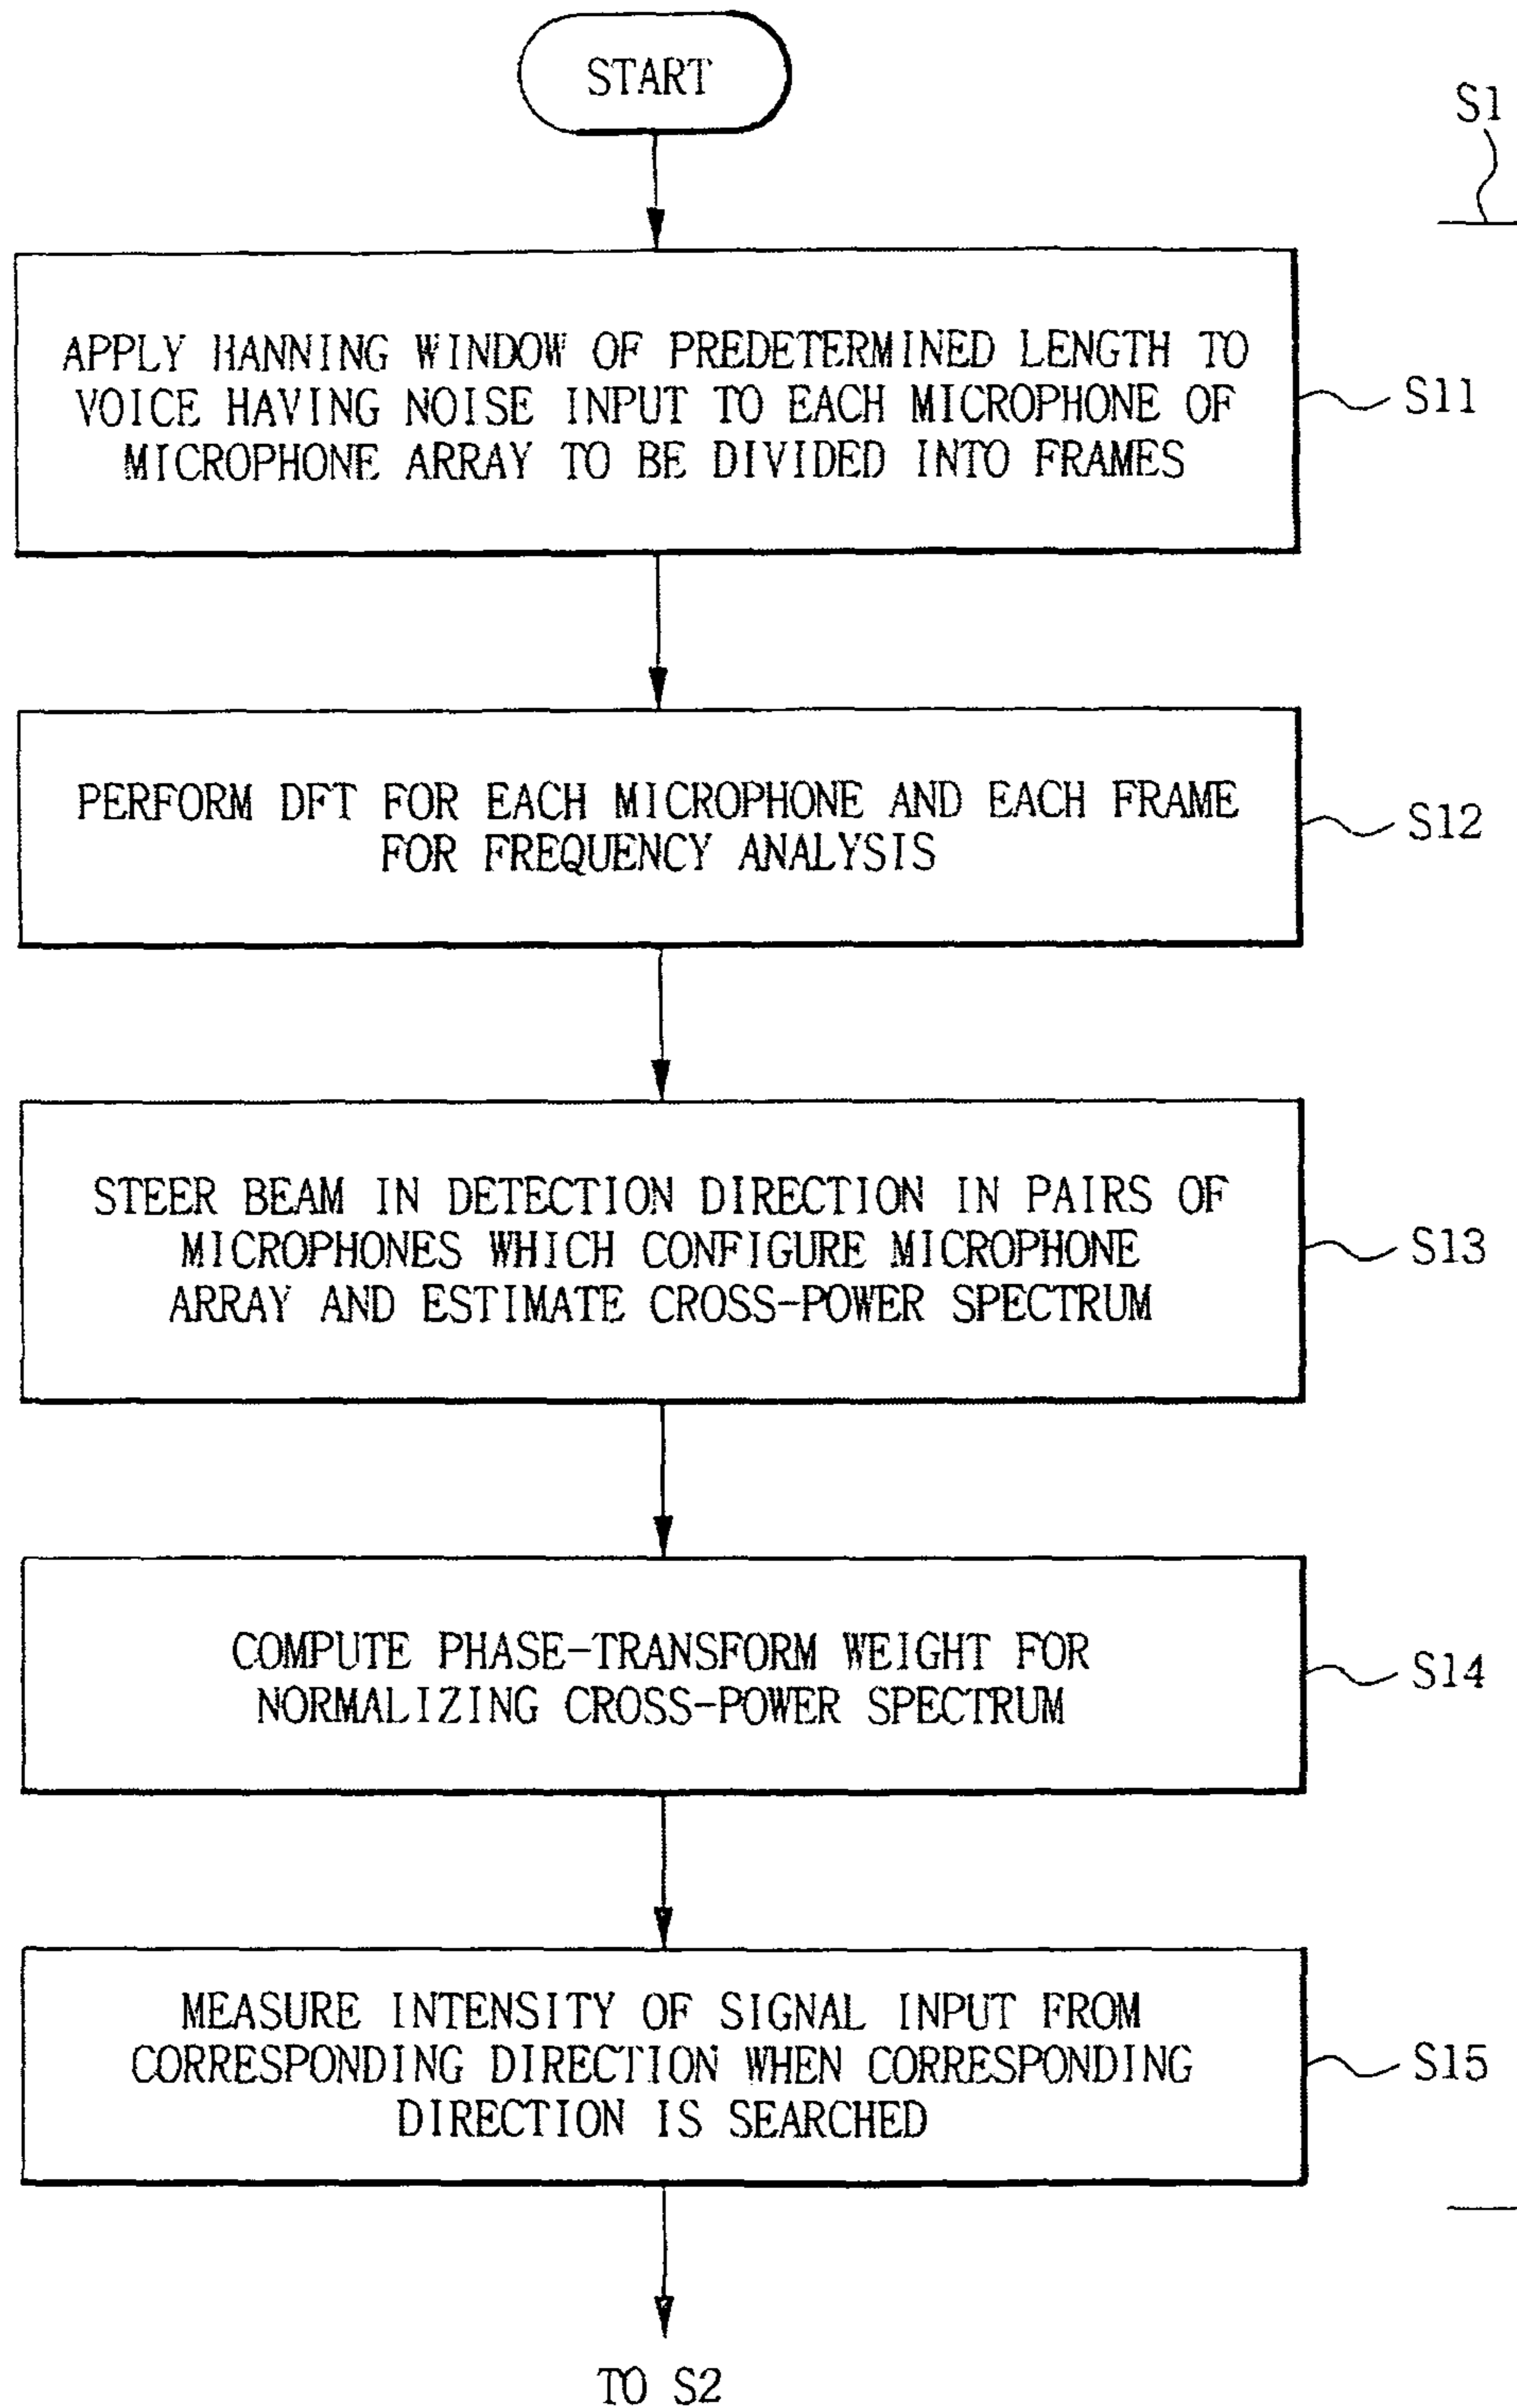 START
S1
APPLY HANNING WINDOW OF PREDETERMINED LENGTH TO
VOICE HAVING NOISE INPUT TO EACH MICROPHONE OF
MICROPHONE ARRAY TO BE DIVIDED INTO FRAMES
S11
PERFORM DFT FOR EACH MICROPHONE AND EACH FRAME
FOR FREQUENCY ANALYSIS
S12
STEER BEAM IN DETECTION DIRECTION IN PAIRS OF
MICROPHONES WHICH CONFIGURE MICROPHONE
ARRAY AND ESTIMATE CROSS-POWER SPECTRUM
S13
COMPUTE PHASE-TRANSFORM WEIGHT FOR
NORMALIZING CROSS-POWER SPECTRUM
S14
MEASURE INTENSITY OF SIGNAL INPUT FROM
CORRESPONDING DIRECTION WHEN CORRESPONDING
DIRECTION IS SEARCHED
S15
TO S2